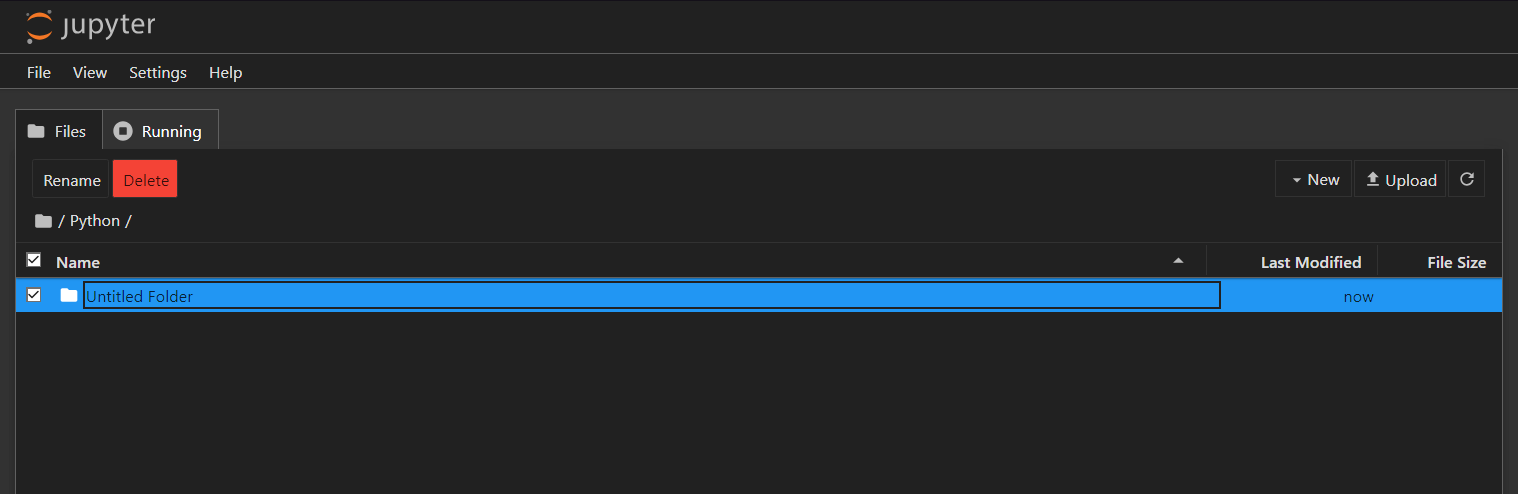 jupyter
File View Settings Help
Files Running
Rename Delete New Upload
/ Python /
Name Last Modified File Size
Untitled Folder now